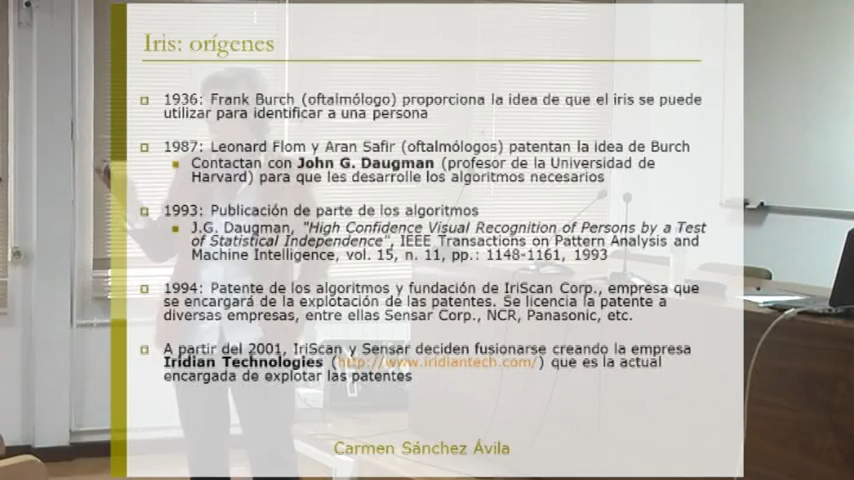 Iris: orígenes
1936: Frank Burch (oftalmólogo) proporciona la idea de que el iris se puede
utilizar para identificar a una persona
1987: Leonard Flom y Aran Safir (oftalmólogos) patentan la idea de Burch
Contactan con John G. Daugman (profesor de la Universidad de
Harvard) para que les desarrolle los algoritmos necesarios
1993: Publicación de parte de los algoritmos
J.G. Daugman, "High Confidence Visual Recognition of Persons by a Test
of Statistical Independence", IEEE Transactions on Pattern Analysis and
Machine Intelligence, vol. 15, n. 11, pp.: 1148-1161, 1993
1994: Patente de los algoritmos y fundación de IriScan Corp., empresa que
se encargará de la explotación de las patentes. Se licencia la patente a
diversas empresas, entre ellas Sensar Corp., NCR, Panasonic, etc.
A partir del 2001, IriScan y Sensar deciden fusionarse creando la empresa
Iridian Technologies (http://www.iridiantech.com/) que es la actual
encargada de explotar las patentes
Carmen Sánchez Ávila